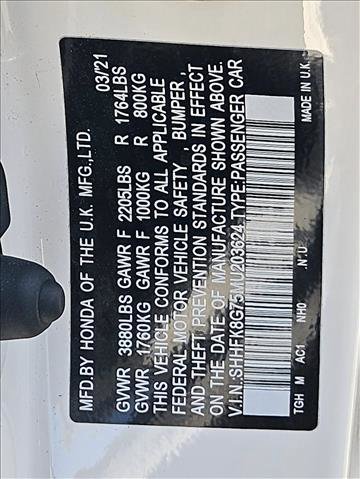 MFD.BY HONDA OF THE U.K. MFG.,LTD. 03/'21
GVWR 3880LBS GAWR F 2205LBS R 1764LBS
GVWR 1760KG GAWR F 1000KG R 800KG
THIS VEHICLE CONFORMS TO ALL APPLICABLE
FEDERAL MOTOR VEHICLE SAFETY , BUMPER ,
AND THEFT PREVENTION STANDARDS IN EFFECT
ON THE DATE OF MANUFACTURE SHOWN ABOVE.
V.I.N.:SHHFK8G75MU203624 TYPE:PASSENGER CAR
TGH M AC1 NH0 MADE IN U.K.